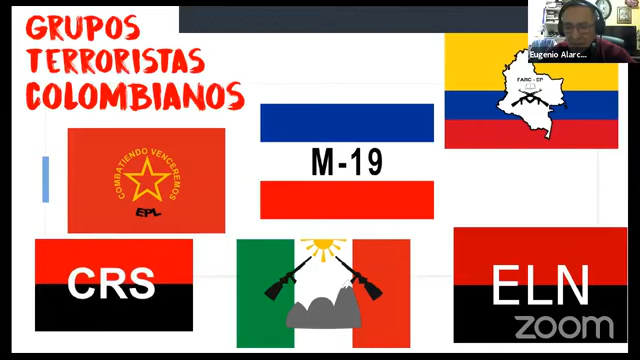 GRUPOS
TERRORISTAS
COLOMBIANOS
Eugenio Alarc...
FARC - EP
COMBATIENDO VENCEREMOS
EPL
M-19
CRS
ELN
zoom